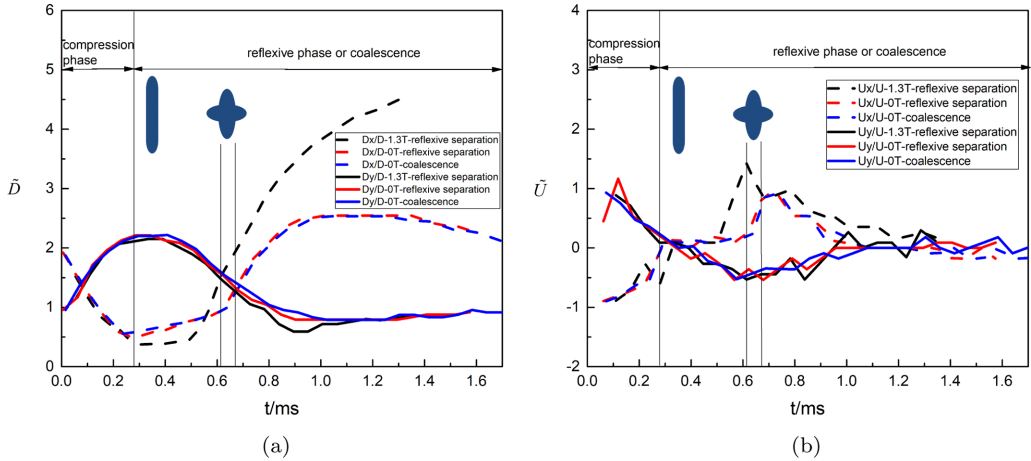 (a)
compression
phase
reflexive phase or coalescence
Dx/D-1.3T-reflexive separation
Dx/D-0T-reflexive separation
Dx/D-0T-coalescence
Dy/D-1.3T-reflexive separation
Dy/D-0T-reflexive separation
Dy/D-0T-coalescence
D̃
6
5
4
3
2
1
0
0.0 0.2 0.4 0.6 0.8 1.0 1.2 1.4 1.6
t/ms
(a)
(b)
compression
phase
reflexive phase or coalescence
Ux/U-1.3T-reflexive separation
Ux/U-0T-reflexive separation
Ux/U-0T-coalescence
Uy/U-1.3T-reflexive separation
Uy/U-0T-reflexive separation
Uy/U-0T-coalescence
Ũ
4
3
2
1
0
-1
-2
0.0 0.2 0.4 0.6 0.8 1.0 1.2 1.4 1.6
t/ms
(b)